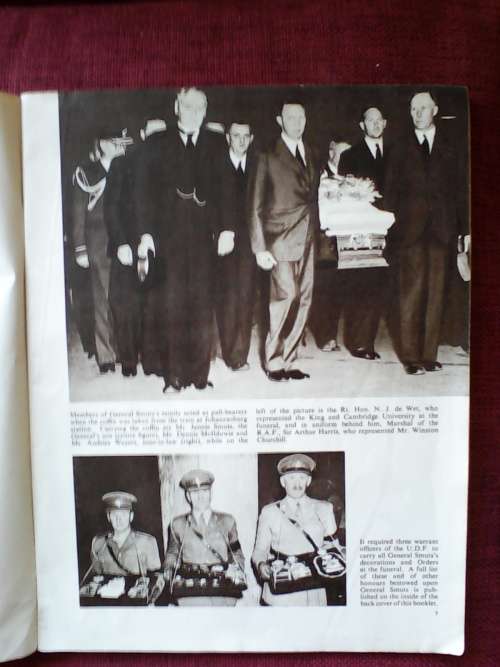 Members of General Smuts's family acted as pall-bearers
when the coffin was taken from the train at Johannesburg
station. Carrying the coffin are Mr. Jannie Smuts, the
General's son (centre figure), Mr. Dennis
Mr. Andries Weyers, sons-in-law (right), while on the
left of the picture is the Rt. Hon. N. J. de Wet, who
represented the King and Cambridge University at the
funeral, and in uniform behind him, Marshal of the
R.A.F., Sir Arthur Harris, who represented Mr. Winston
Churchill.
It required three warrant
officers of the U.D.F. to
carry all General Smuts's
decorations and Orders
at the funeral. A full list
of these and of other
honours bestowed upon
General Smuts is pub-
lished on the inside of the
back cover of this booklet.